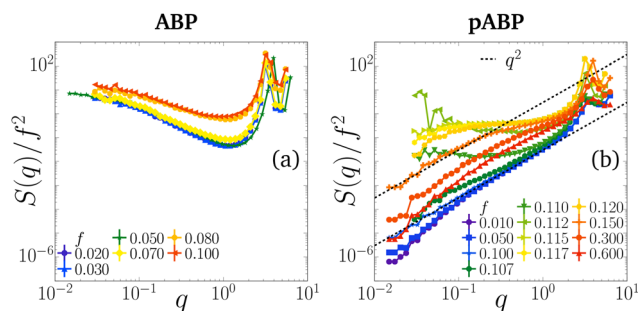 ABP
pABP
S(q)/f²
10²
10⁻⁶
(a)
f
0.020
0.030
0.050
0.070
0.080
0.100
10⁻² 10⁻¹ 10⁰ 10¹
q
S(q)/f²
10²
10⁻⁶
q²
(b)
f
0.010
0.050
0.100
0.107
0.110
0.112
0.115
0.117
0.120
0.150
0.300
0.600
10⁻² 10⁻¹ 10⁰ 10¹
q